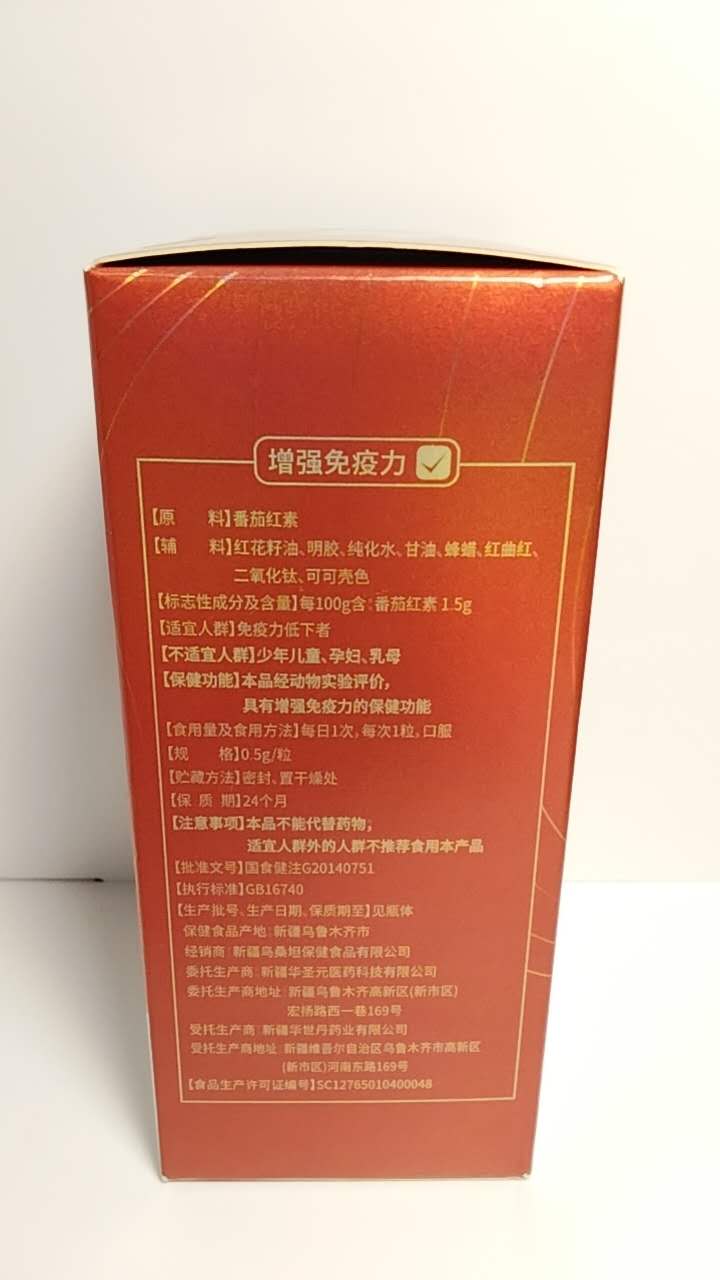 增强免疫力
【原 料】番茄红素
【辅 料】红花籽油、明胶、纯化水、甘油、蜂蜡、红曲红、
二氧化钛、可可壳色
【标志性成分及含量】每100g含:番茄红素 1.5g
【适宜人群】免疫力低下者
【不适宜人群】少年儿童、孕妇、乳母
【保健功能】本品经动物实验评价,
具有增强免疫力的保健功能
【食用量及食用方法】每日1次,每次1粒,口服
【规 格】0.5g/粒
【贮藏方法】密封、置干燥处
【保 质 期】24个月
【注意事项】本品不能代替药物;
适宜人群外的人群不推荐食用本产品
【批准文号】国食健注G20140751
【执行标准】GB16740
【生产批号、生产日期、保质期至】见瓶体
保健食品产地:新疆乌鲁木齐市
经销商:新疆乌桑坦保健食品有限公司
委托生产商:新疆华圣元医药科技有限公司
委托生产商地址:新疆乌鲁木齐高新区(新市区)
宏扬路西一巷169号
受托生产商:新疆华世丹药业有限公司
受托生产商地址:新疆维吾尔自治区乌鲁木齐市高新区
(新市区)河南东路169号
【食品生产许可证编号】SC12765010400048